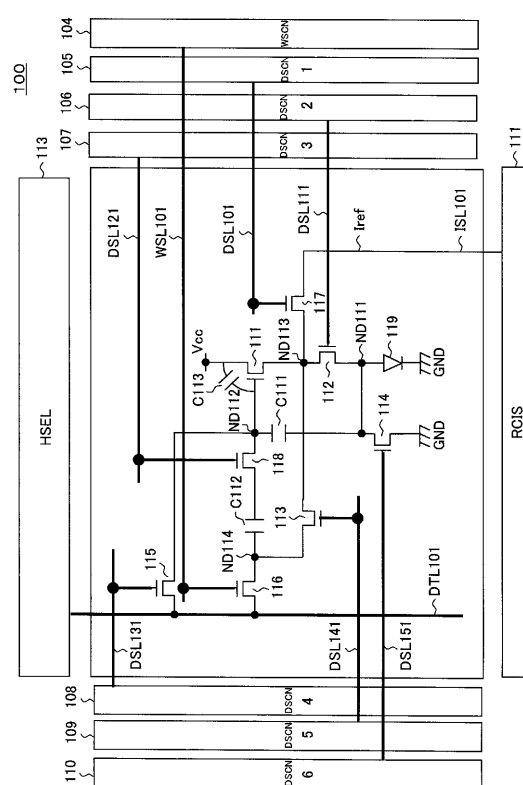 100
104
WSCN
105
DSCN 1
106
DSCN 2
107
DSCN 3
113
HSEL
DSL121
WSL101
DSL101
DSL111
111
Iref
ISL101
Vcc
C113
111
ND112
117
ND113
ND111
112
119
GND
C111
114
GND
118
C112
ND114
113
115
116
DTL101
DSL131
DSL141
DSL151
RCIS
108
DSCN 4
109
DSCN 5
110
DSCN 6